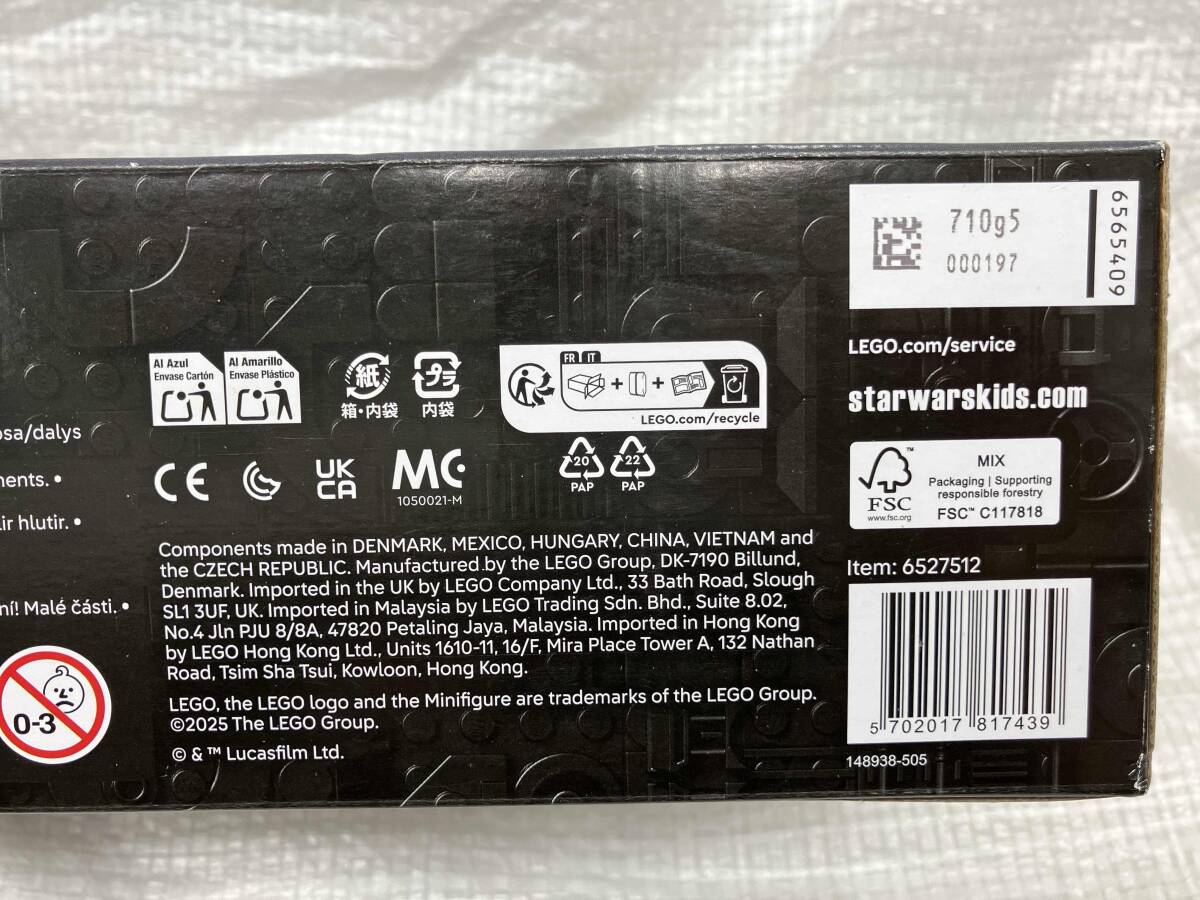 710g5
000197
6565409
LEGO.com/service
starwarskids.com
Al Azul
Envase Cartón
Al Amarillo
Envase Plástico
紙
箱・内袋
プラ
内袋
FR IT
+ +
LEGO.com/recycle
osa/dalys
nents. •
lir hlutir. •
ní! Malé části. •
0-3
CE
UK
CA
MC
1050021-M
20
PAP
22
PAP
FSC™
www.fsc.org
MIX
Packaging | Supporting
responsible forestry
FSC™ C117818
Components made in DENMARK, MEXICO, HUNGARY, CHINA, VIETNAM and
the CZECH REPUBLIC. Manufactured by the LEGO Group, DK-7190 Billund,
Denmark. Imported in the UK by LEGO Company Ltd., 33 Bath Road, Slough
SL1 3UF, UK. Imported in Malaysia by LEGO Trading Sdn. Bhd., Suite 8.02,
No.4 Jln PJU 8/8A, 47820 Petaling Jaya, Malaysia. Imported in Hong Kong
by LEGO Hong Kong Ltd., Units 1610-11, 16/F, Mira Place Tower A, 132 Nathan
Road, Tsim Sha Tsui, Kowloon, Hong Kong.
LEGO, the LEGO logo and the Minifigure are trademarks of the LEGO Group.
©2025 The LEGO Group.
© & ™ Lucasfilm Ltd.
Item: 6527512
5 702017 817439
148938-505